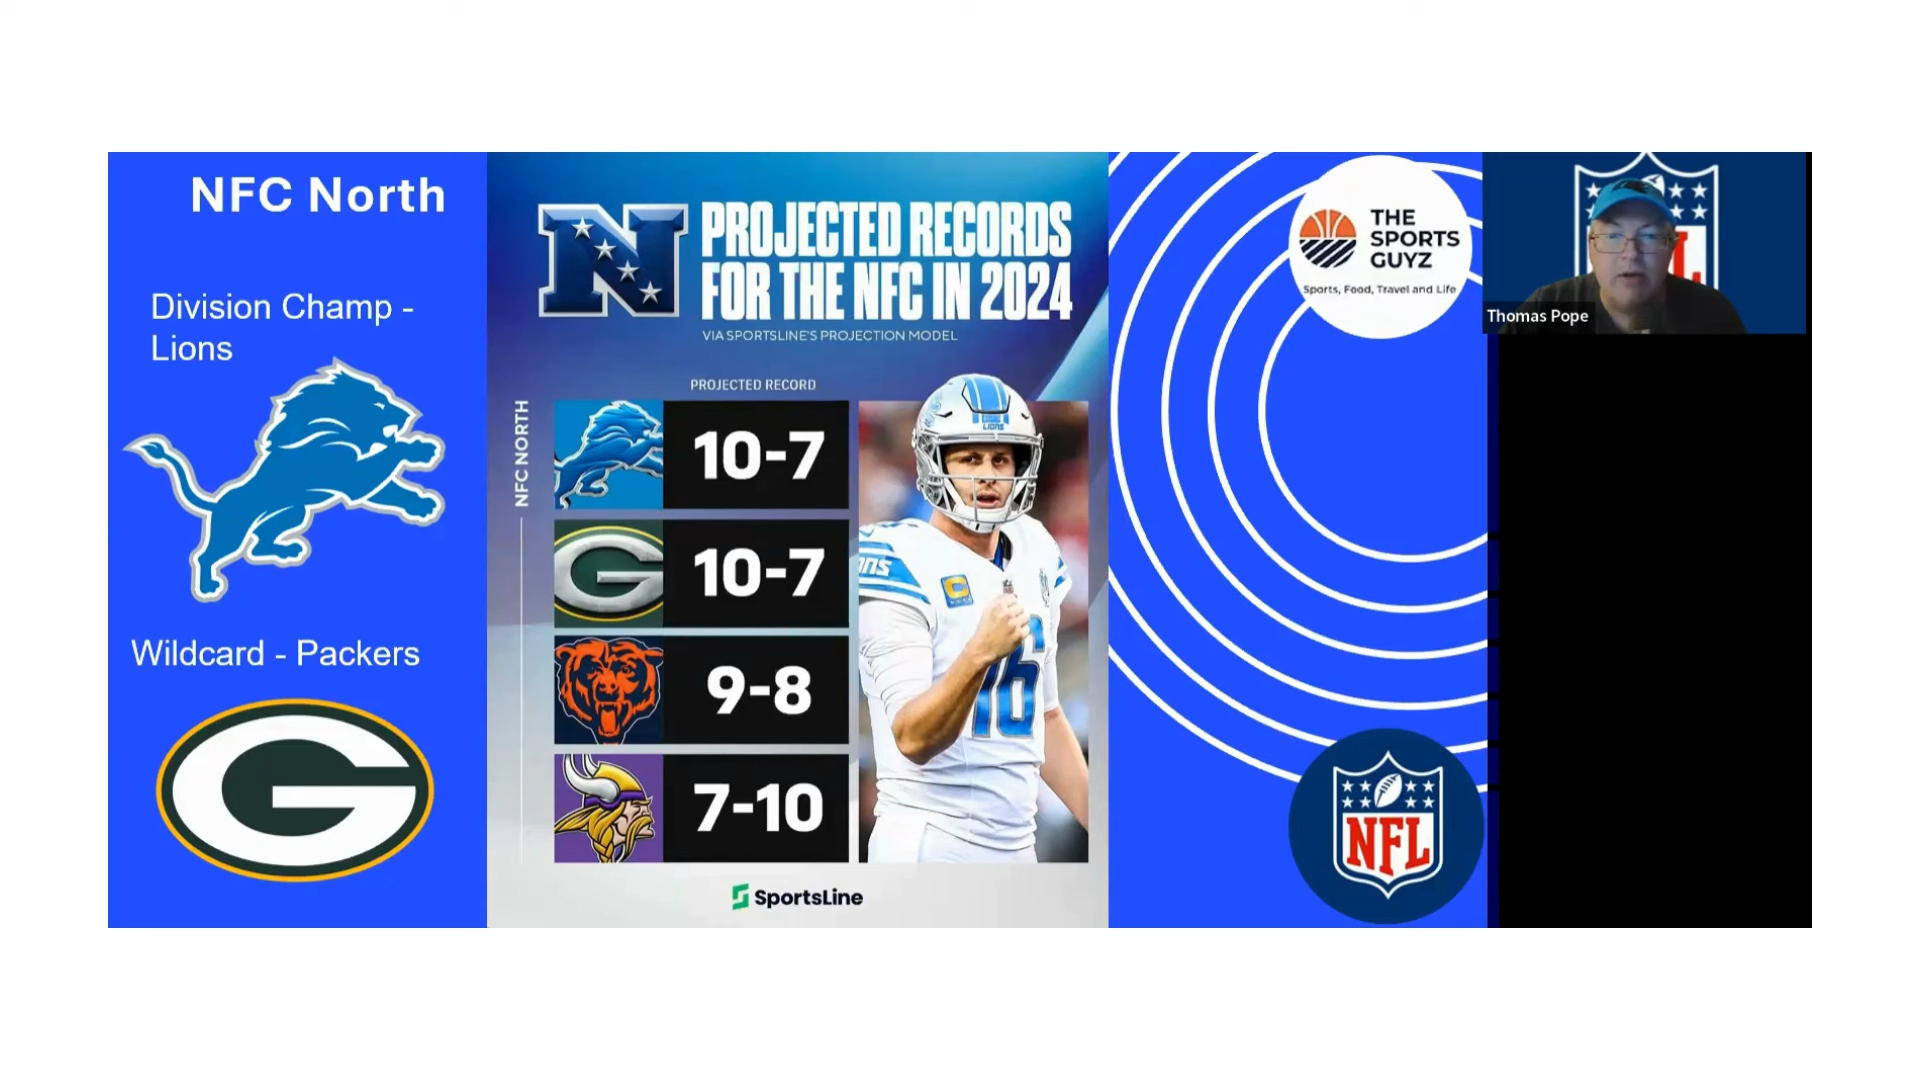 NFC North
Division Champ -
Lions
Wildcard - Packers
PROJECTED RECORDS
FOR THE NFC IN 2024
VIA SPORTSLINE'S PROJECTION MODEL
PROJECTED RECORD
NFC NORTH
10-7
10-7
9-8
7-10
LIONS
16
SportsLine
THE
SPORTS
GUYZ
Sports, Food, Travel and Life
Thomas Pope
NFL